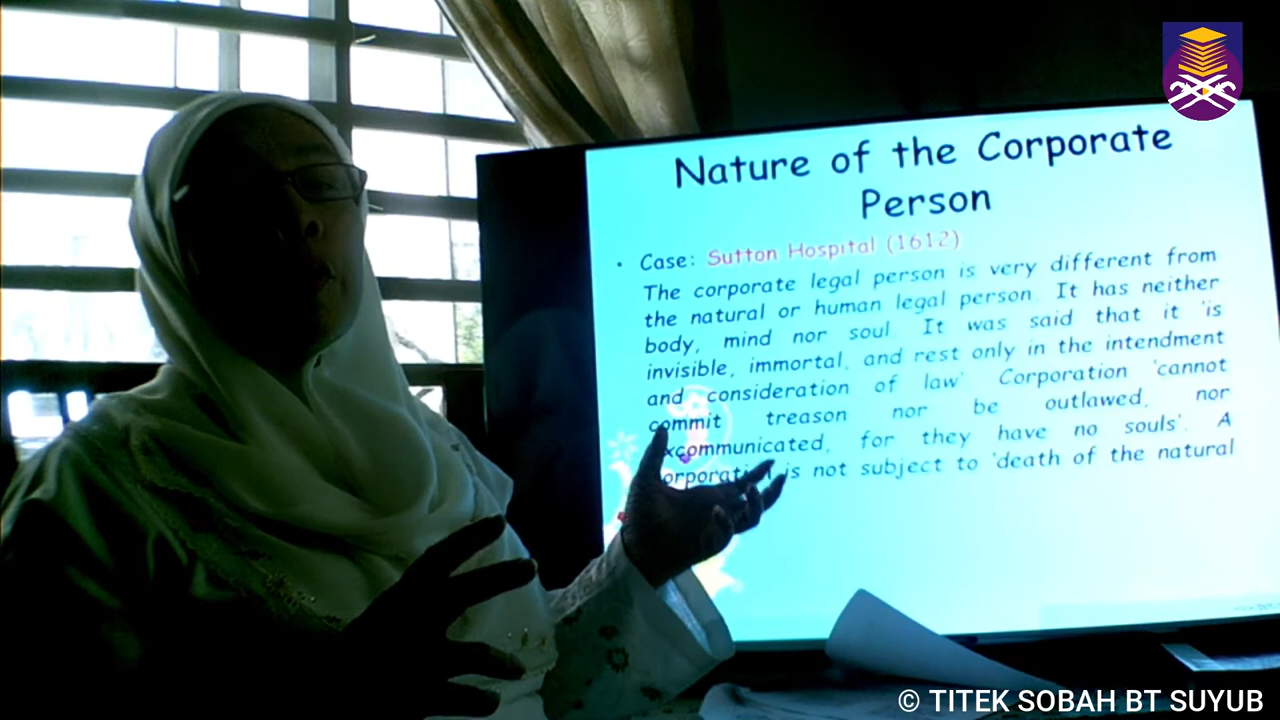 Nature of the Corporate
Person
• Case: Sutton Hospital (1612)
The corporate legal person is very different from
the natural or human legal person. It has neither
body, mind nor soul. It was said that it 'is
invisible, immortal, and rest only in the intendment
and consideration of law'. Corporation 'cannot
commit treason nor be outlawed, nor
xcommunicated, for they have no souls'. A
orporati is not subject to 'death of the natural
© TITEK SOBAH BT SUYUB